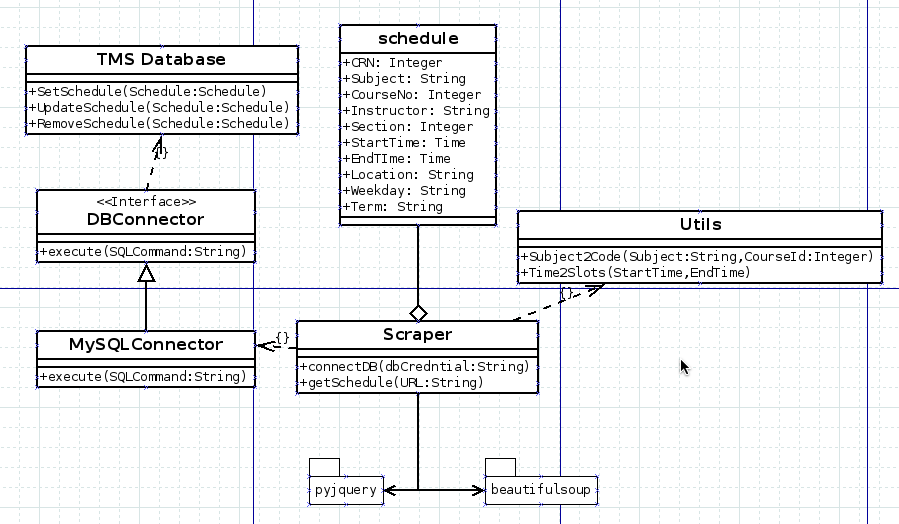 TMS Database
+SetSchedule(Schedule:Schedule)
+UpdateSchedule(Schedule:Schedule)
+RemoveSchedule(Schedule:Schedule)
{}
<<Interface>>
DBConnector
+execute(SQLCommand:String)
MySQLConnector
+execute(SQLCommand:String)
schedule
+CRN: Integer
+Subject: String
+CourseNo: Integer
+Instructor: String
+Section: Integer
+StartTime: Time
+EndTIme: Time
+Location: String
+Weekday: String
+Term: String
Utils
+Subject2Code(Subject:String,CourseId:Integer)
+Time2Slots(StartTime,EndTime)
{}
{}
Scraper
+connectDB(dbCredntial:String)
+getSchedule(URL:String)
pyjquery
beautifulsoup